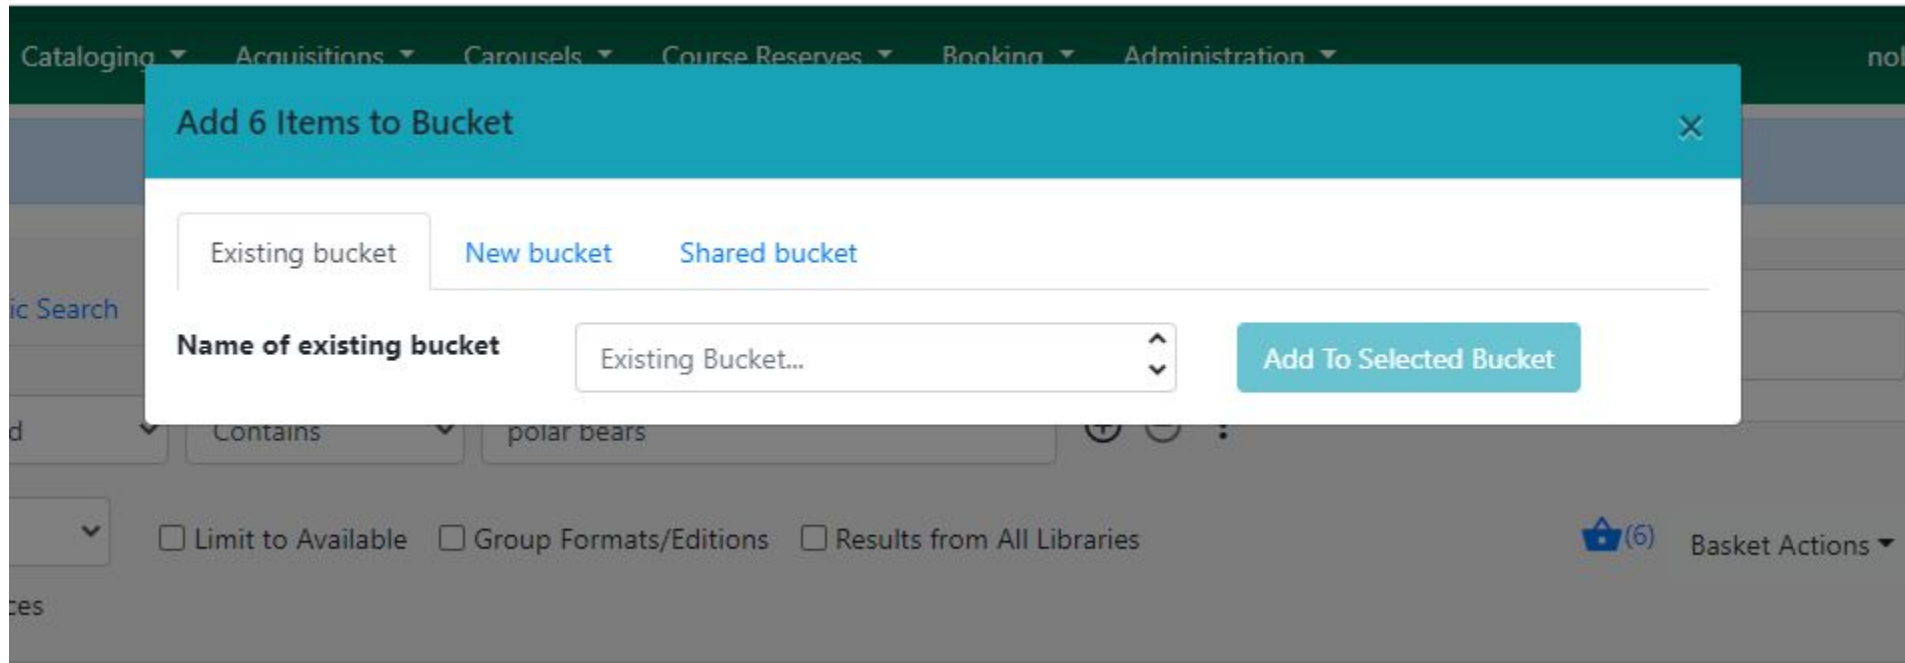 Cataloging Acquisitions Carousels Course Reserves Booking Administration
Add 6 Items to Bucket
Existing bucket New bucket Shared bucket
ic Search
Name of existing bucket Existing Bucket... Add To Selected Bucket
d Contains polar bears
Limit to Available Group Formats/Editions Results from All Libraries (6) Basket Actions